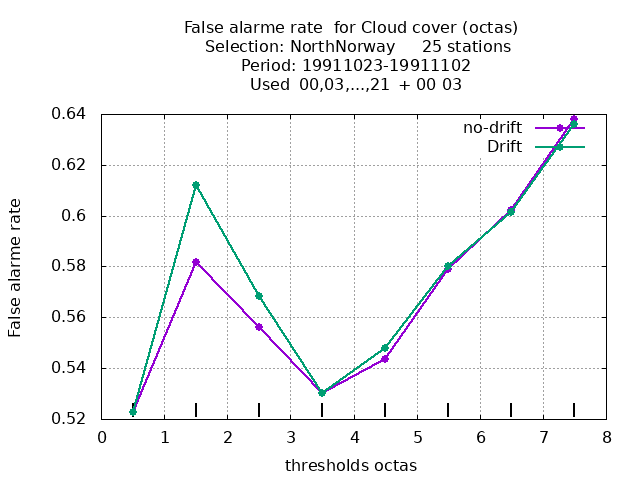 False alarme rate  for Cloud cover (octas)
Selection: NorthNorway     25 stations
Period: 19911023-19911102
Used  00,03,...,21  + 00 03
no-drift
Drift
False alarme rate
0.64
0.62
0.6
0.58
0.56
0.54
0.52
0 1 2 3 4 5 6 7 8
thresholds octas